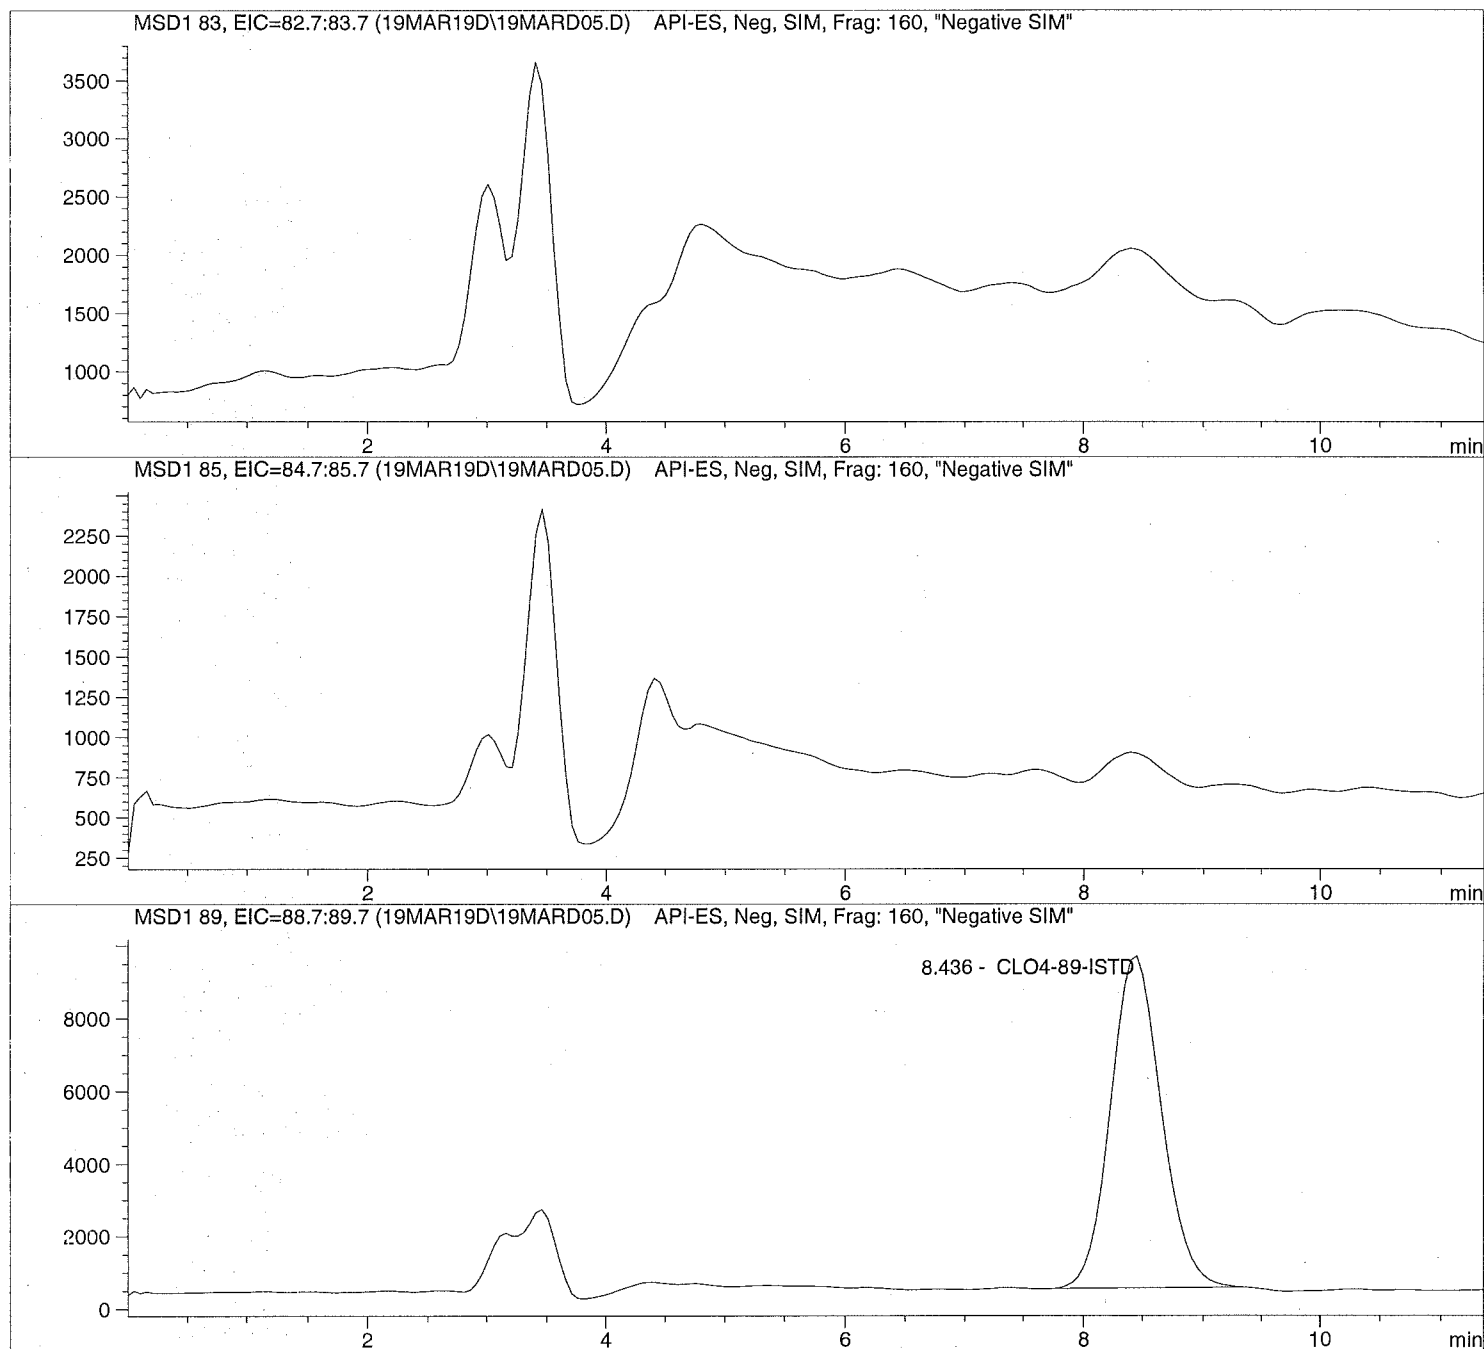 MSD1 83, EIC=82.7:83.7 (19MAR19D\19MARD05.D) API-ES, Neg, SIM, Frag: 160, "Negative SIM"
3500
3000
2500
2000
1500
1000
2 4 6 8 10 min
MSD1 85, EIC=84.7:85.7 (19MAR19D\19MARD05.D) API-ES, Neg, SIM, Frag: 160, "Negative SIM"
2250
2000
1750
1500
1250
1000
750
500
250
2 4 6 8 10 min
MSD1 89, EIC=88.7:89.7 (19MAR19D\19MARD05.D) API-ES, Neg, SIM, Frag: 160, "Negative SIM"
8.436 - CLO4-89-ISTD
8000
6000
4000
2000
0
2 4 6 8 10 min